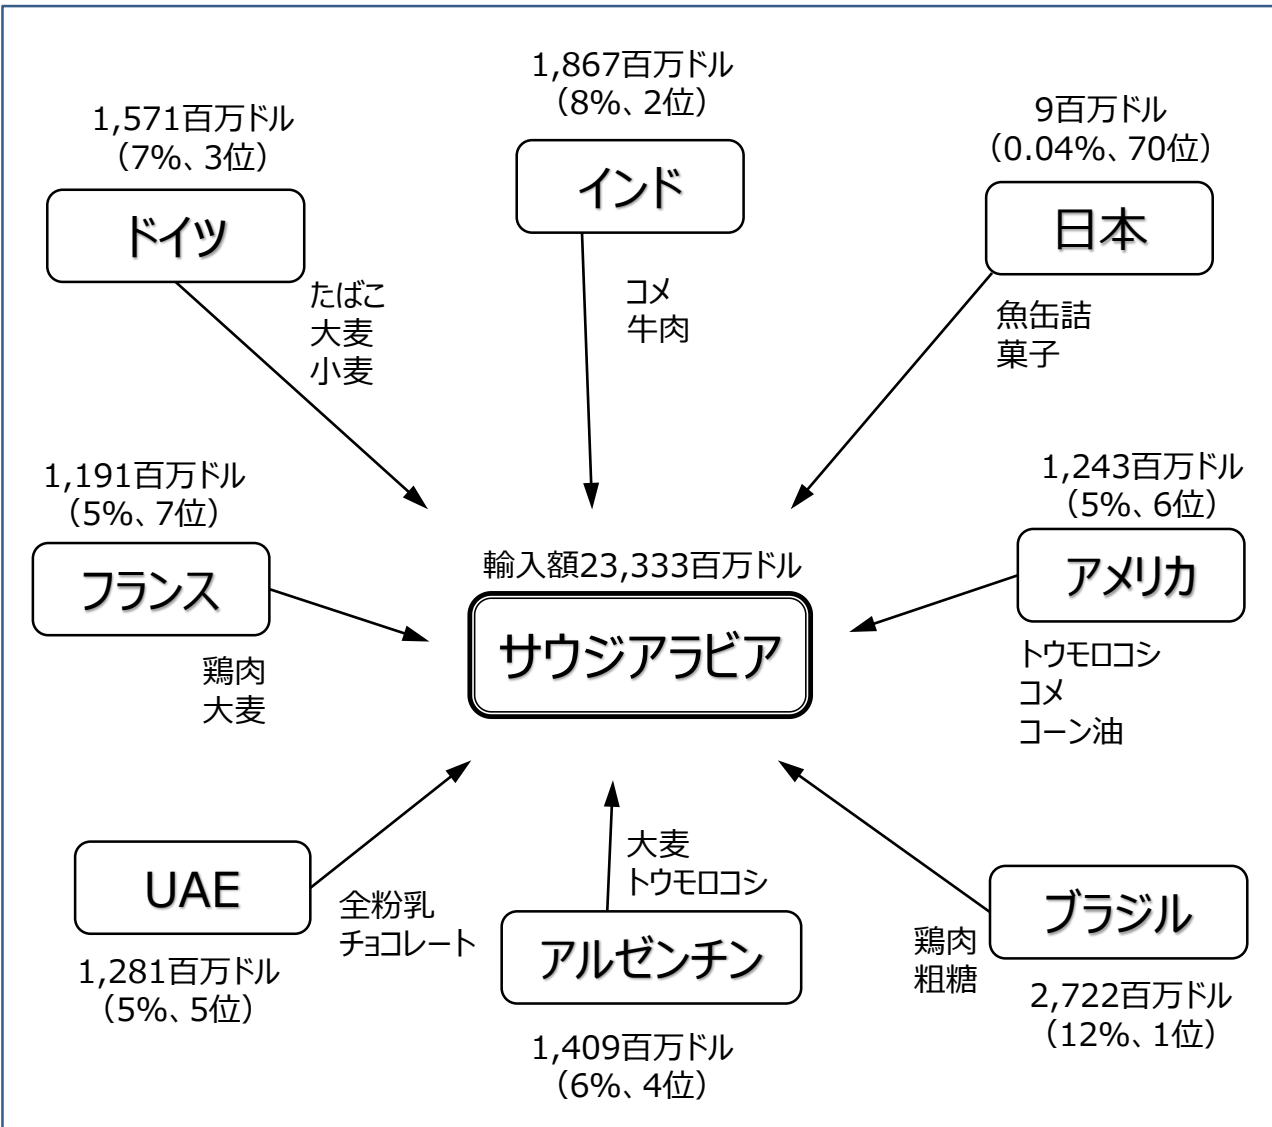 1,867百万ドル
（8%、2位）
インド
コメ
牛肉
1,571百万ドル
（7%、3位）
ドイツ
たばこ
大麦
小麦
9百万ドル
（0.04%、70位）
日本
魚缶詰
菓子
1,191百万ドル
（5%、7位）
フランス
鶏肉
大麦
輸入額23,333百万ドル
サウジアラビア
1,243百万ドル
（5%、6位）
アメリカ
トウモロコシ
コメ
コーン油
UAE
1,281百万ドル
（5%、5位）
全粉乳
チョコレート
大麦
トウモロコシ
アルゼンチン
1,409百万ドル
（6%、4位）
鶏肉
粗糖
ブラジル
2,722百万ドル
（12%、1位）